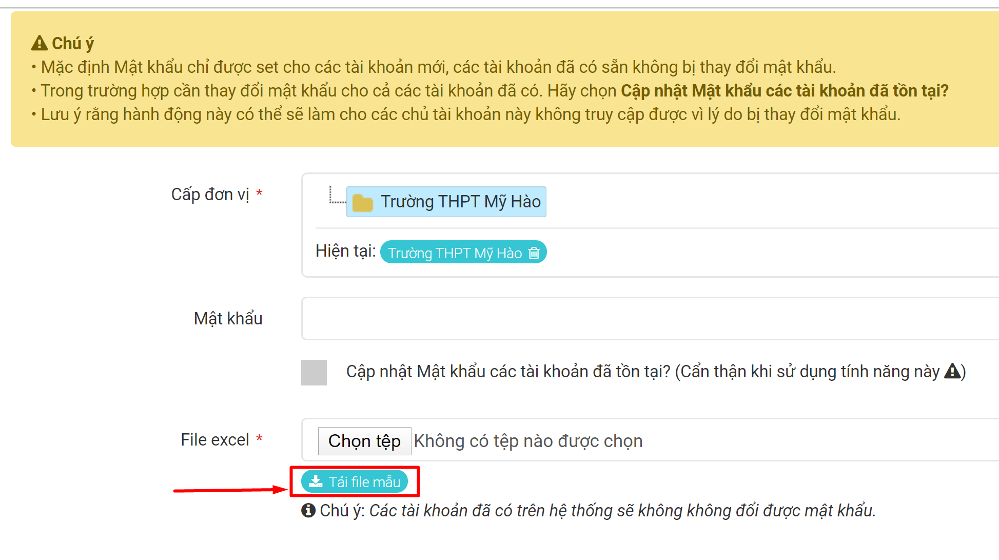 Chú ý
• Mặc định Mật khẩu chỉ được set cho các tài khoản mới, các tài khoản đã có sẵn không bị thay đổi mật khẩu.
• Trong trường hợp cần thay đổi mật khẩu cho cả các tài khoản đã có. Hãy chọn Cập nhật Mật khẩu các tài khoản đã tồn tại?
• Lưu ý rằng hành động này có thể sẽ làm cho các chủ tài khoản này không truy cập được vì lý do bị thay đổi mật khẩu.
Cấp đơn vị *
Trường THPT Mỹ Hào
Hiện tại: Trường THPT Mỹ Hào
Mật khẩu
Cập nhật Mật khẩu các tài khoản đã tồn tại? (Cẩn thận khi sử dụng tính năng này )
File excel * Chọn tệp Không có tệp nào được chọn
Tải file mẫu
Chú ý: Các tài khoản đã có trên hệ thống sẽ không không đổi được mật khẩu.